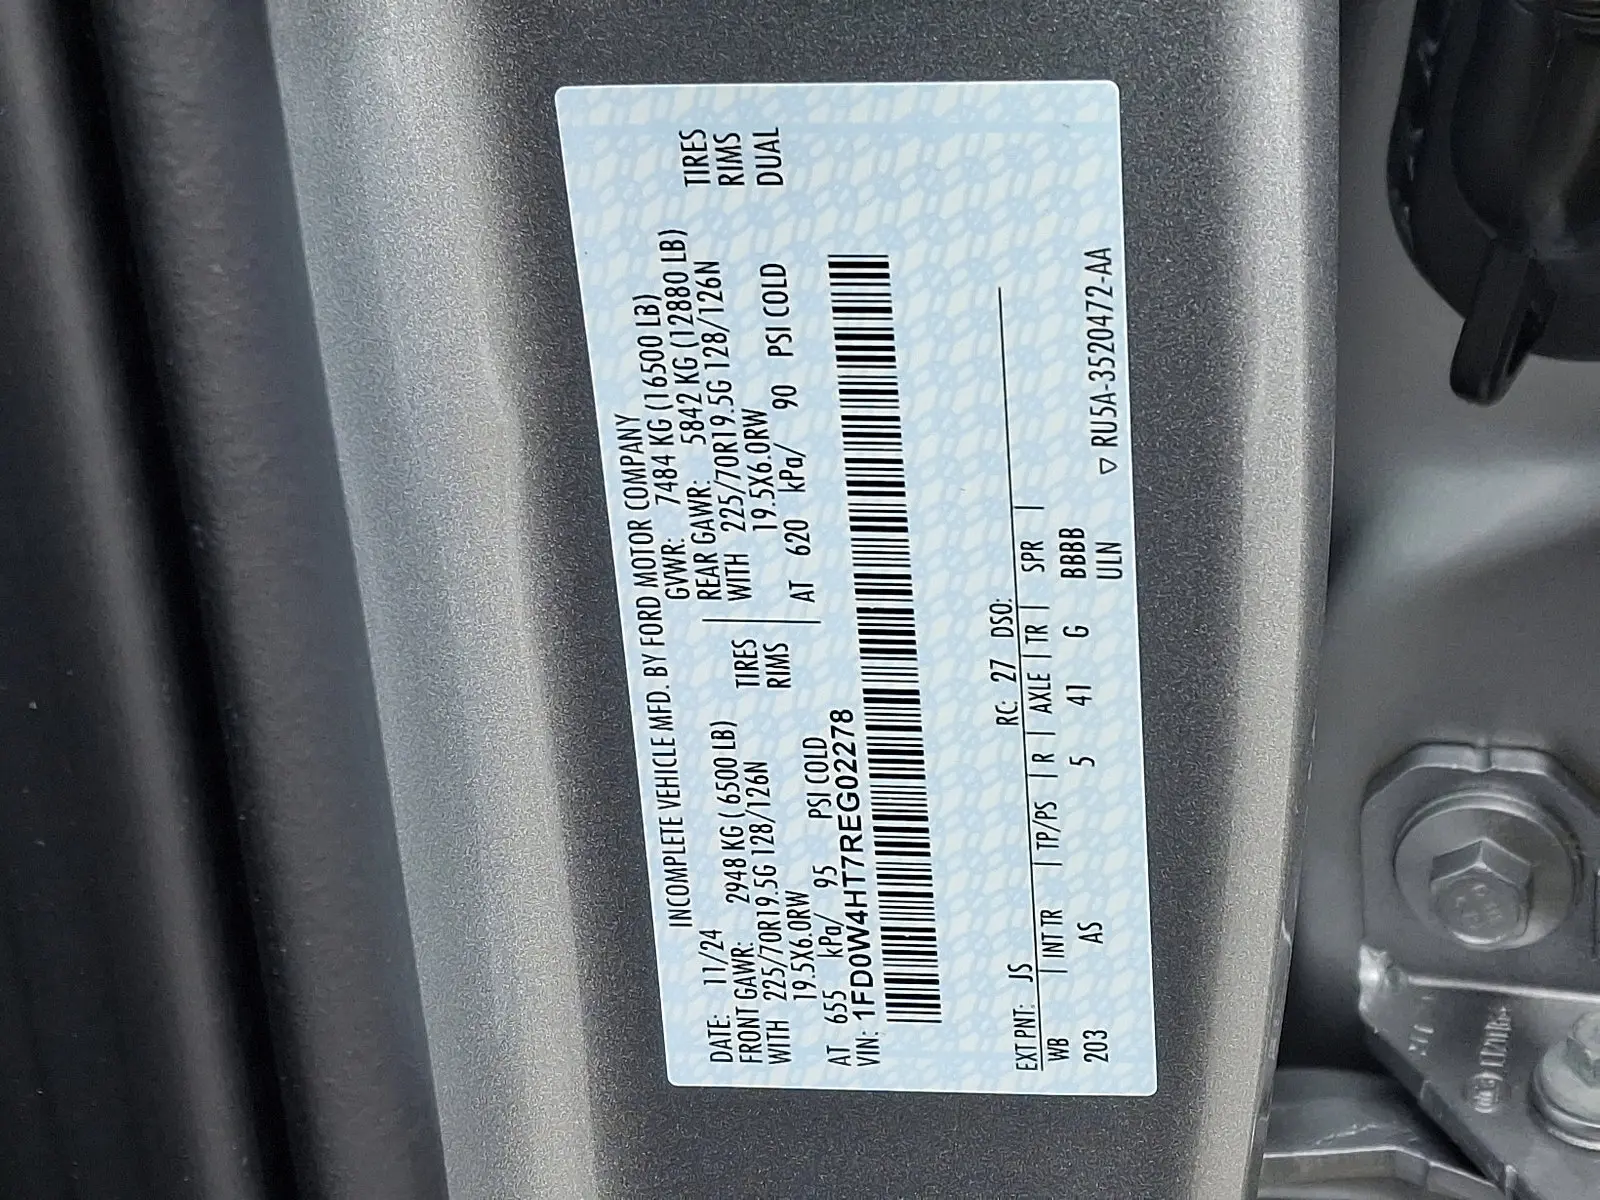 INCOMPLETE VEHICLE MFD. BY FORD MOTOR COMPANY
DATE: 11/24 GVWR: 7484 KG (16500 LB)
FRONT GAWR: 2948 KG ( 6500 LB) REAR GAWR: 5842 KG (12880 LB)
WITH 225/70R19.5G 128/126N TIRES WITH 225/70R19.5G 128/126N TIRES
19.5X6.0RW RIMS 19.5X6.0RW RIMS
AT 655 kPa/ 95 PSI COLD AT 620 kPa/ 90 PSI COLD DUAL
VIN: 1FD0W4HT7REG02278
EXT PNT: JS RC: 27 DSO:
WB | INT TR | TP/PS | R | AXLE | TR | SPR |
203 AS 5 41 G BBBB
ULN
▽ RU5A-3520472-AA